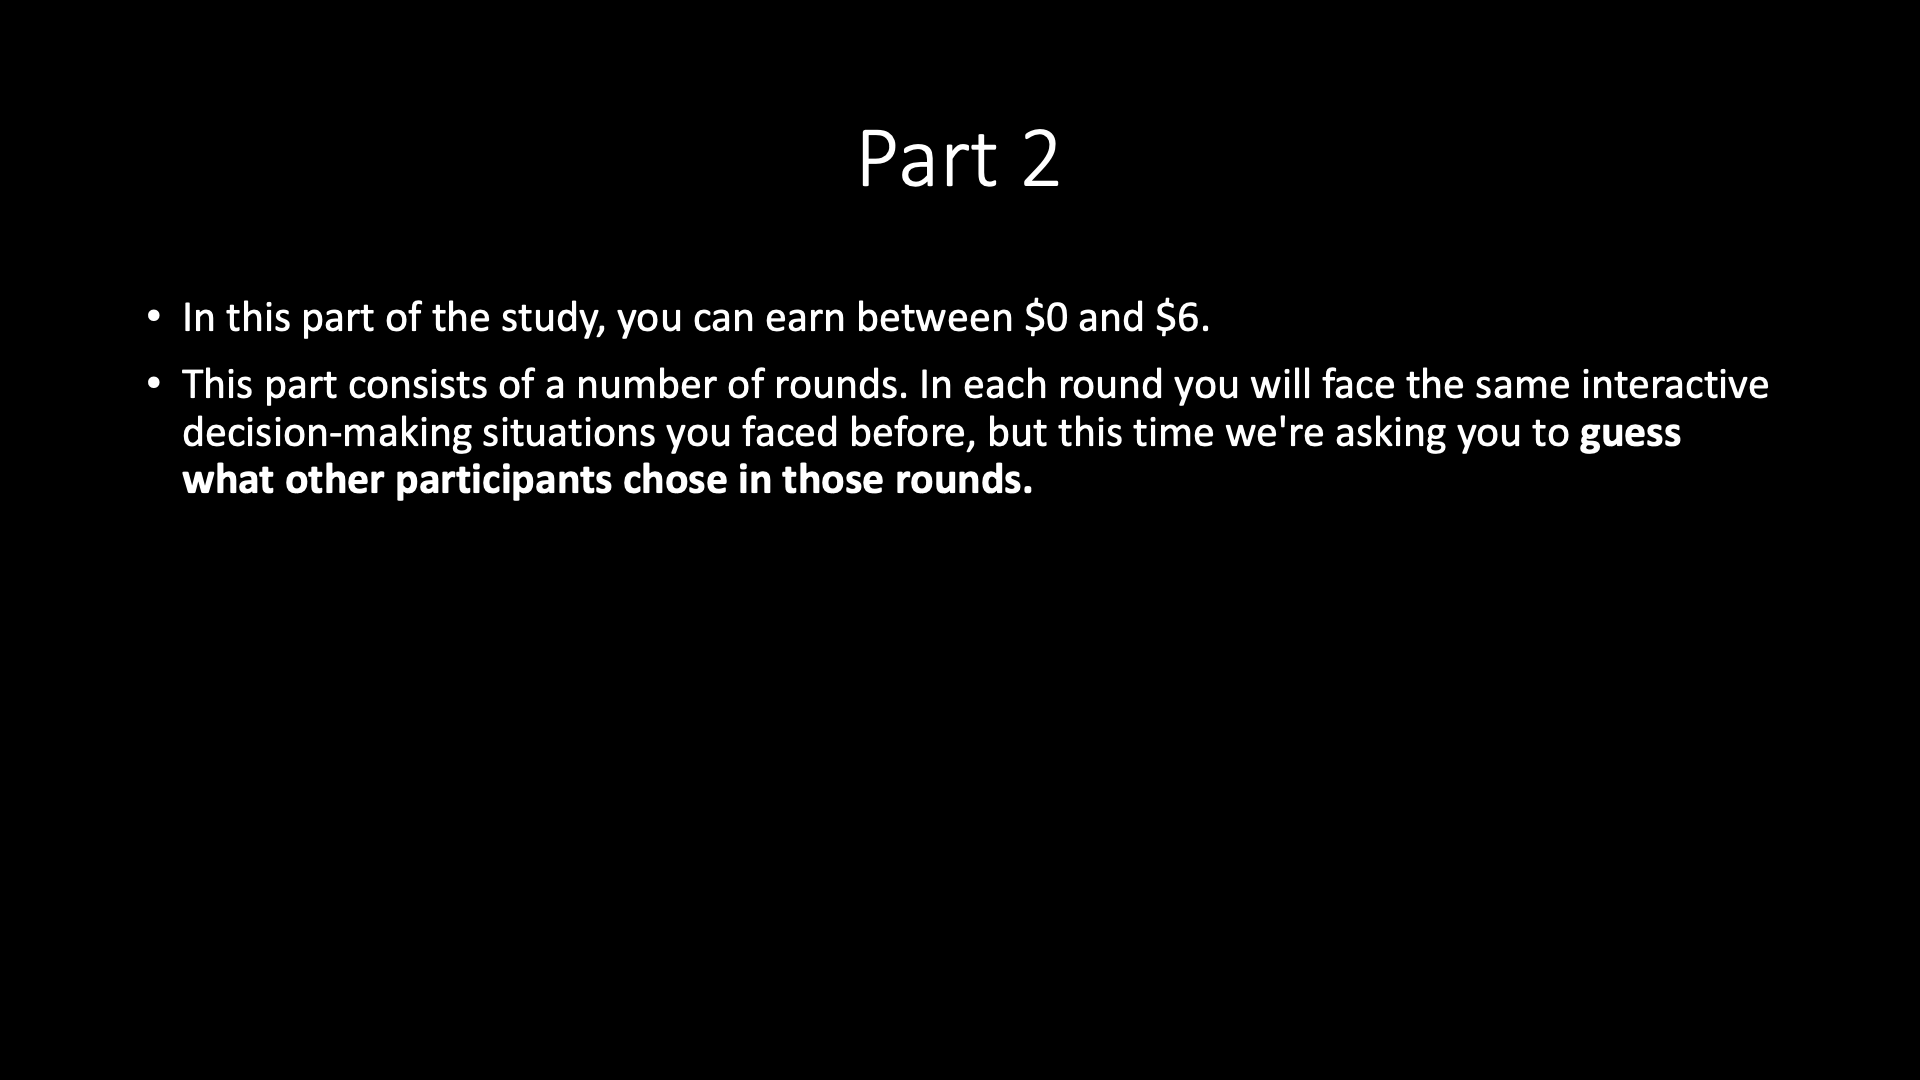 Part 2
• In this part of the study, you can earn between $0 and $6.
• This part consists of a number of rounds. In each round you will face the same interactive
decision-making situations you faced before, but this time we're asking you to guess
what other participants chose in those rounds.